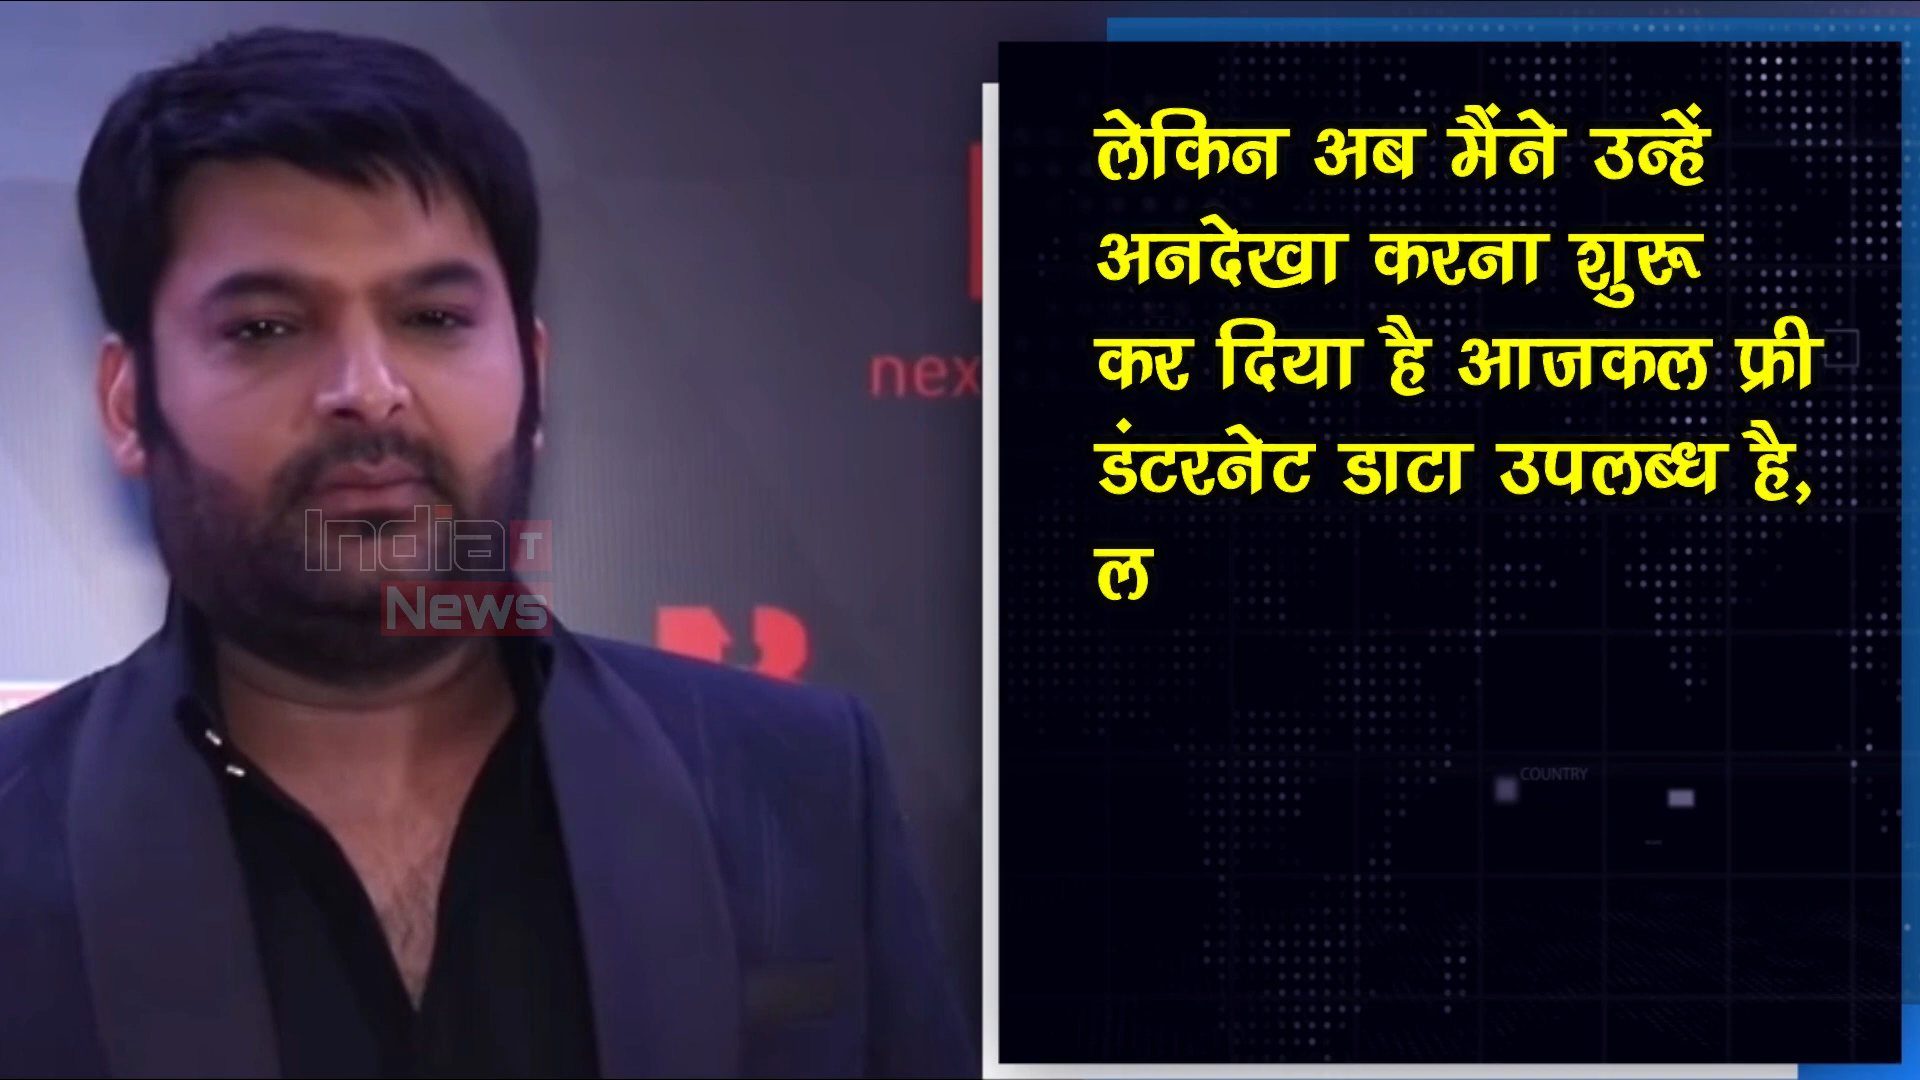 लेकिन अब मैंने उन्हें
अनदेखा करना शुरू
कर दिया है आजकल फ्री
डंटरनेट डाटा उपलब्ध है,
ल
nex
India T
News
COUNTRY